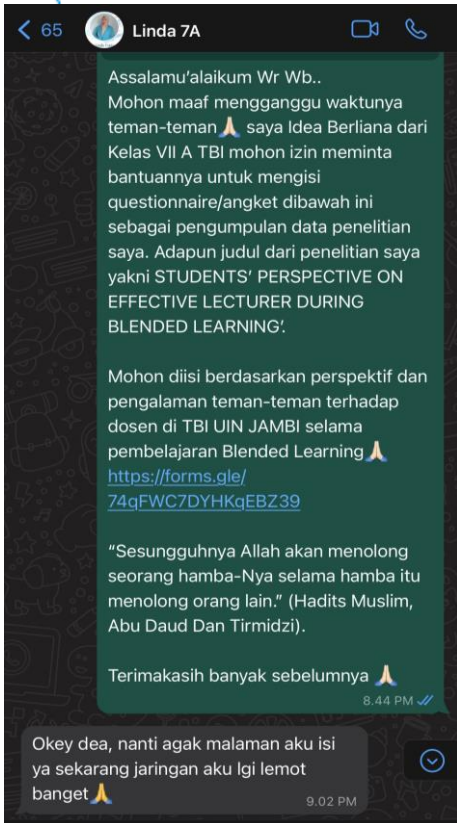 65
Linda 7A
Assalamu'alaikum Wr Wb..
Mohon maaf mengganggu waktunya
teman-teman🙏🏻 saya Idea Berliana dari
Kelas VII A TBI mohon izin meminta
bantuannya untuk mengisi
questionnaire/angket dibawah ini
sebagai pengumpulan data penelitian
saya. Adapun judul dari penelitian saya
yakni STUDENTS' PERSPECTIVE ON
EFFECTIVE LECTURER DURING
BLENDED LEARNING'.
Mohon diisi berdasarkan perspektif dan
pengalaman teman-teman terhadap
dosen di TBI UIN JAMBI selama
pembelajaran Blended Learning🙏🏻
https://forms.gle/
74qFWC7DYHKqEBZ39
"Sesungguhnya Allah akan menolong
seorang hamba-Nya selama hamba itu
menolong orang lain." (Hadits Muslim,
Abu Daud Dan Tirmidzi).
Terimakasih banyak sebelumnya 🙏🏻
8.44 PM
Okey dea, nanti agak malaman aku isi
ya sekarang jaringan aku lgi lemot
banget🙏
9.02 PM